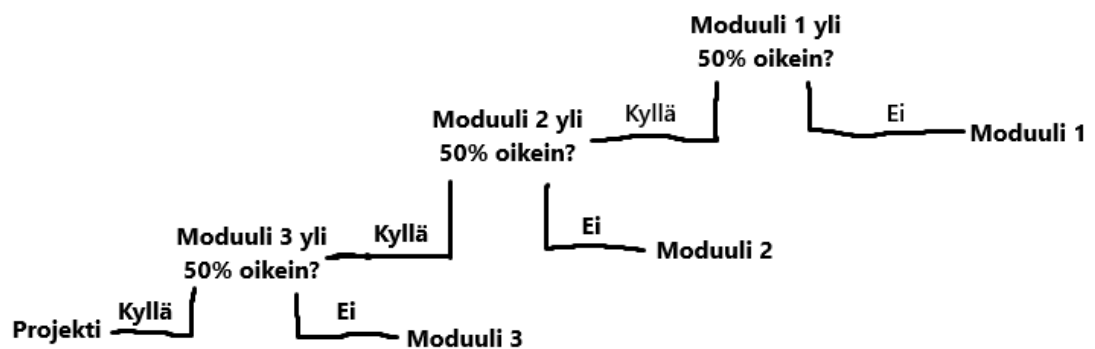 Moduuli 1 yli
50% oikein?
Kyllä
Ei
Moduuli 1
Moduuli 2 yli
50% oikein?
Kyllä
Ei
Moduuli 2
Moduuli 3 yli
50% oikein?
Kyllä
Ei
Projekti
Moduuli 3